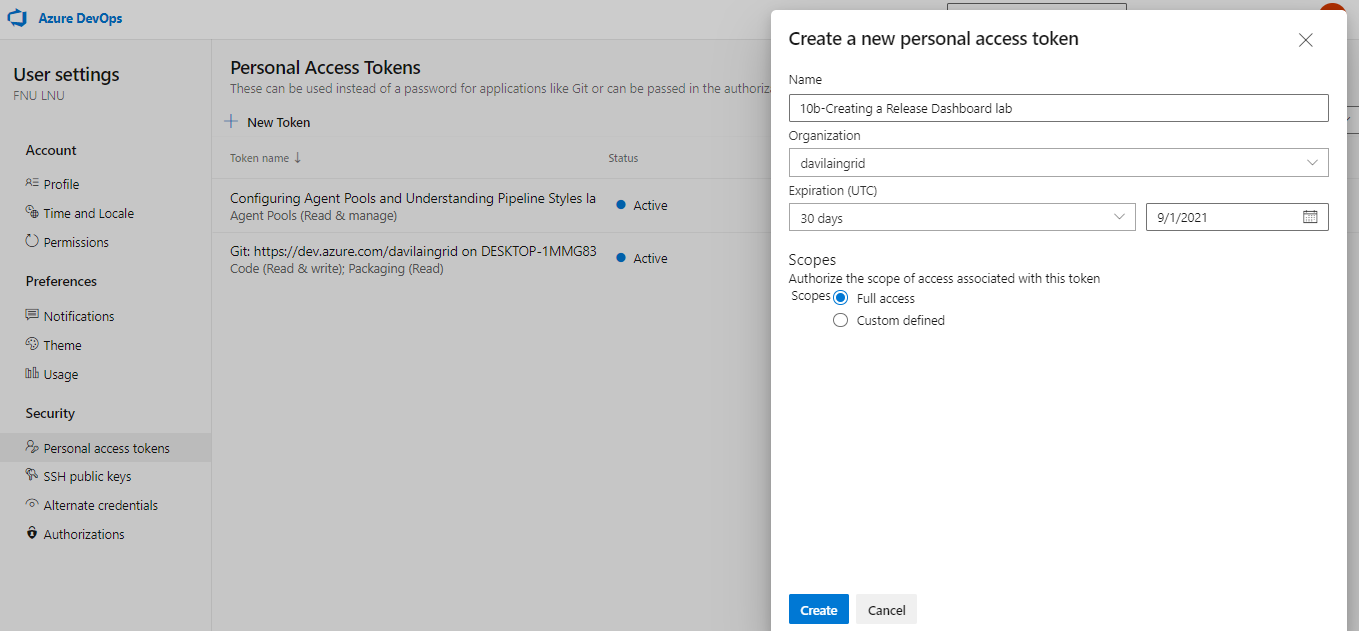 Azure DevOps
User settings
FNU LNU
Account
Profile
Time and Locale
Permissions
Preferences
Notifications
Theme
Usage
Security
Personal access tokens
SSH public keys
Alternate credentials
Authorizations
Personal Access Tokens
These can be used instead of a password for applications like Git or can be passed in the authoriza
New Token
Token name
Status
Configuring Agent Pools and Understanding Pipeline Styles la
Agent Pools (Read & manage)
Active
Git: https://dev.azure.com/davilaingrid on DESKTOP-1MMG83
Code (Read & write); Packaging (Read)
Active
Create a new personal access token
Name
10b-Creating a Release Dashboard lab
Organization
davilaingrid
Expiration (UTC)
30 days
9/1/2021
Scopes
Authorize the scope of access associated with this token
Scopes
Full access
Custom defined
Create
Cancel